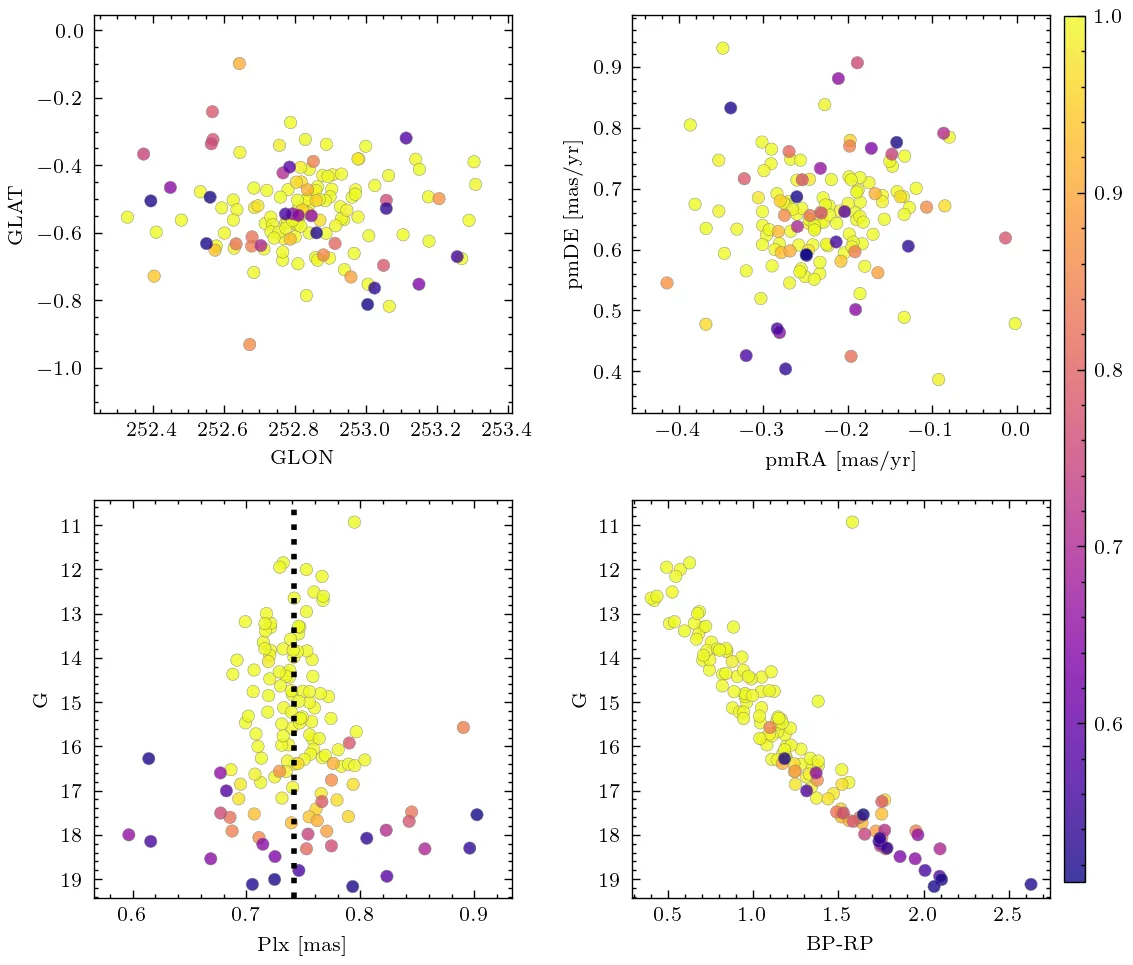 0.0
−0.2
−0.4
−0.6
−0.8
−1.0
GLAT
252.4 252.6 252.8 253.0 253.2 253.4
GLON
0.9
0.8
0.7
0.6
0.5
0.4
pmDE [mas/yr]
−0.4 −0.3 −0.2 −0.1 0.0
pmRA [mas/yr]
1.0
0.9
0.8
0.7
0.6
11
12
13
14
15
16
17
18
19
G
0.6 0.7 0.8 0.9
Plx [mas]
11
12
13
14
15
16
17
18
19
G
0.5 1.0 1.5 2.0 2.5
BP-RP